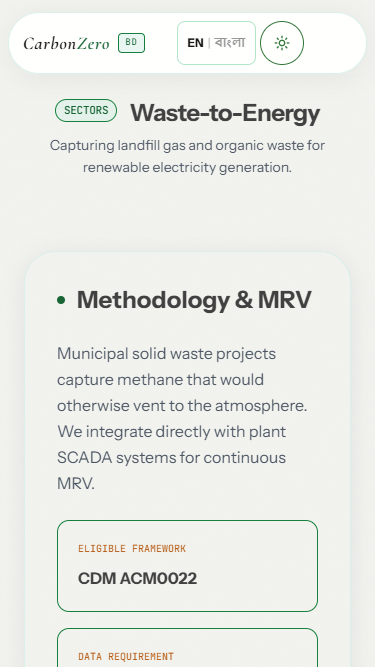 CarbonZero BD EN | বাংলা
SECTORS Waste-to-Energy
Capturing landfill gas and organic waste for
renewable electricity generation.
Methodology & MRV
Municipal solid waste projects
capture methane that would
otherwise vent to the atmosphere.
We integrate directly with plant
SCADA systems for continuous
MRV.
ELIGIBLE FRAMEWORK
CDM ACM0022
DATA REQUIREMENT